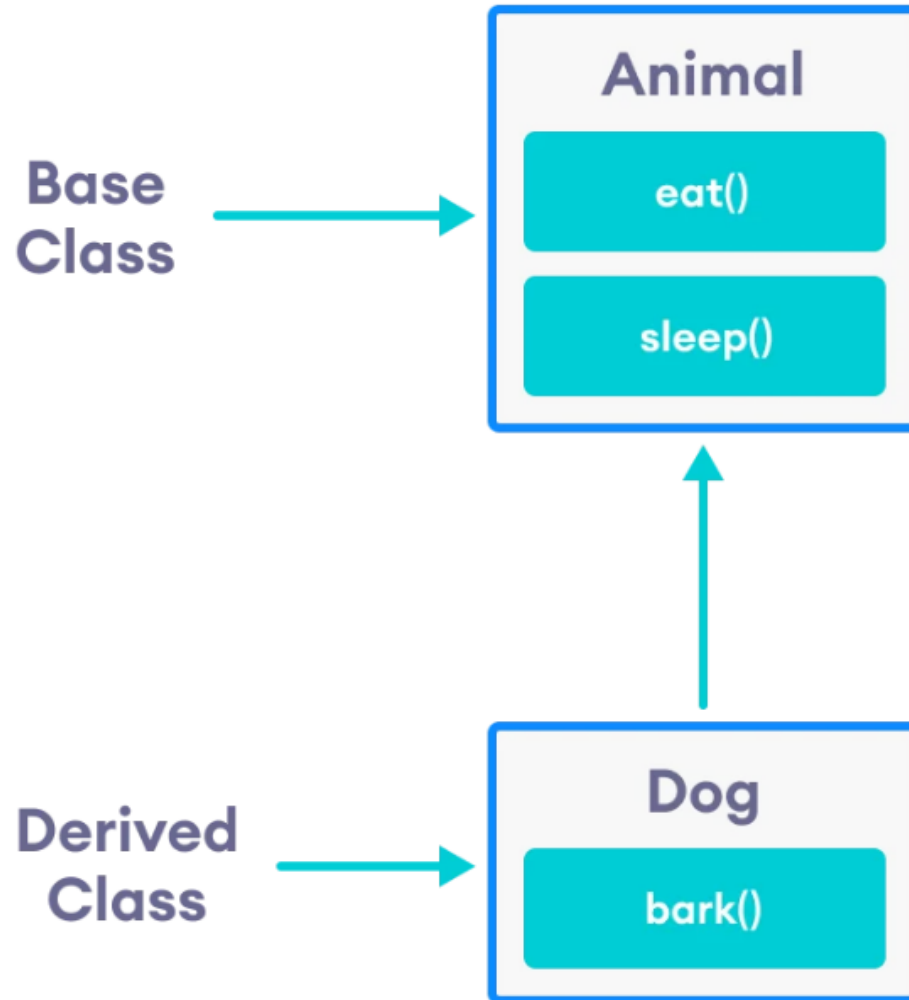 Animal
eat()
Base
Class
sleep()
Dog
Derived
Class
bark()